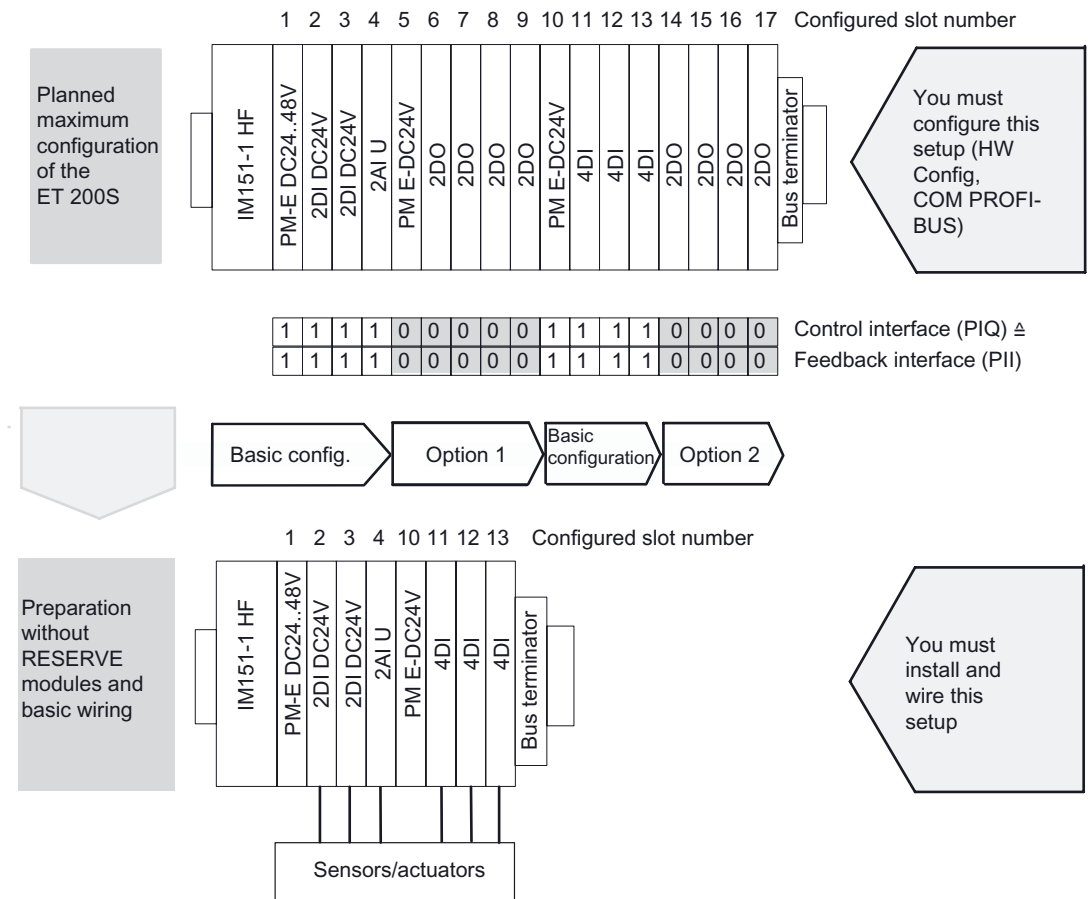 1 2 3 4 5 6 7 8 9 10 11 12 13 14 15 16 17 Configured slot number
Planned
maximum
configuration
of the
ET 200S
IM151-1 HF
PM-E DC24..48V
2DI DC24V
2DI DC24V
2AI U
PM E-DC24V
2DO
2DO
2DO
2DO
PM E-DC24V
4DI
4DI
4DI
2DO
2DO
2DO
2DO
Bus terminator
You must
configure this
setup (HW
Config,
COM PROFI-
BUS)
1 1 1 1 0 0 0 0 0 1 1 1 1 0 0 0 0 Control interface (PIQ) ≙
1 1 1 1 0 0 0 0 0 1 1 1 1 0 0 0 0 Feedback interface (PII)
Basic config.
Option 1
Basic
configuration
Option 2
1 2 3 4 10 11 12 13 Configured slot number
Preparation
without
RESERVE
modules and
basic wiring
IM151-1 HF
PM-E DC24..48V
2DI DC24V
2DI DC24V
2AI U
PM E-DC24V
4DI
4DI
4DI
Bus terminator
You must
install and
wire this
setup
Sensors/actuators